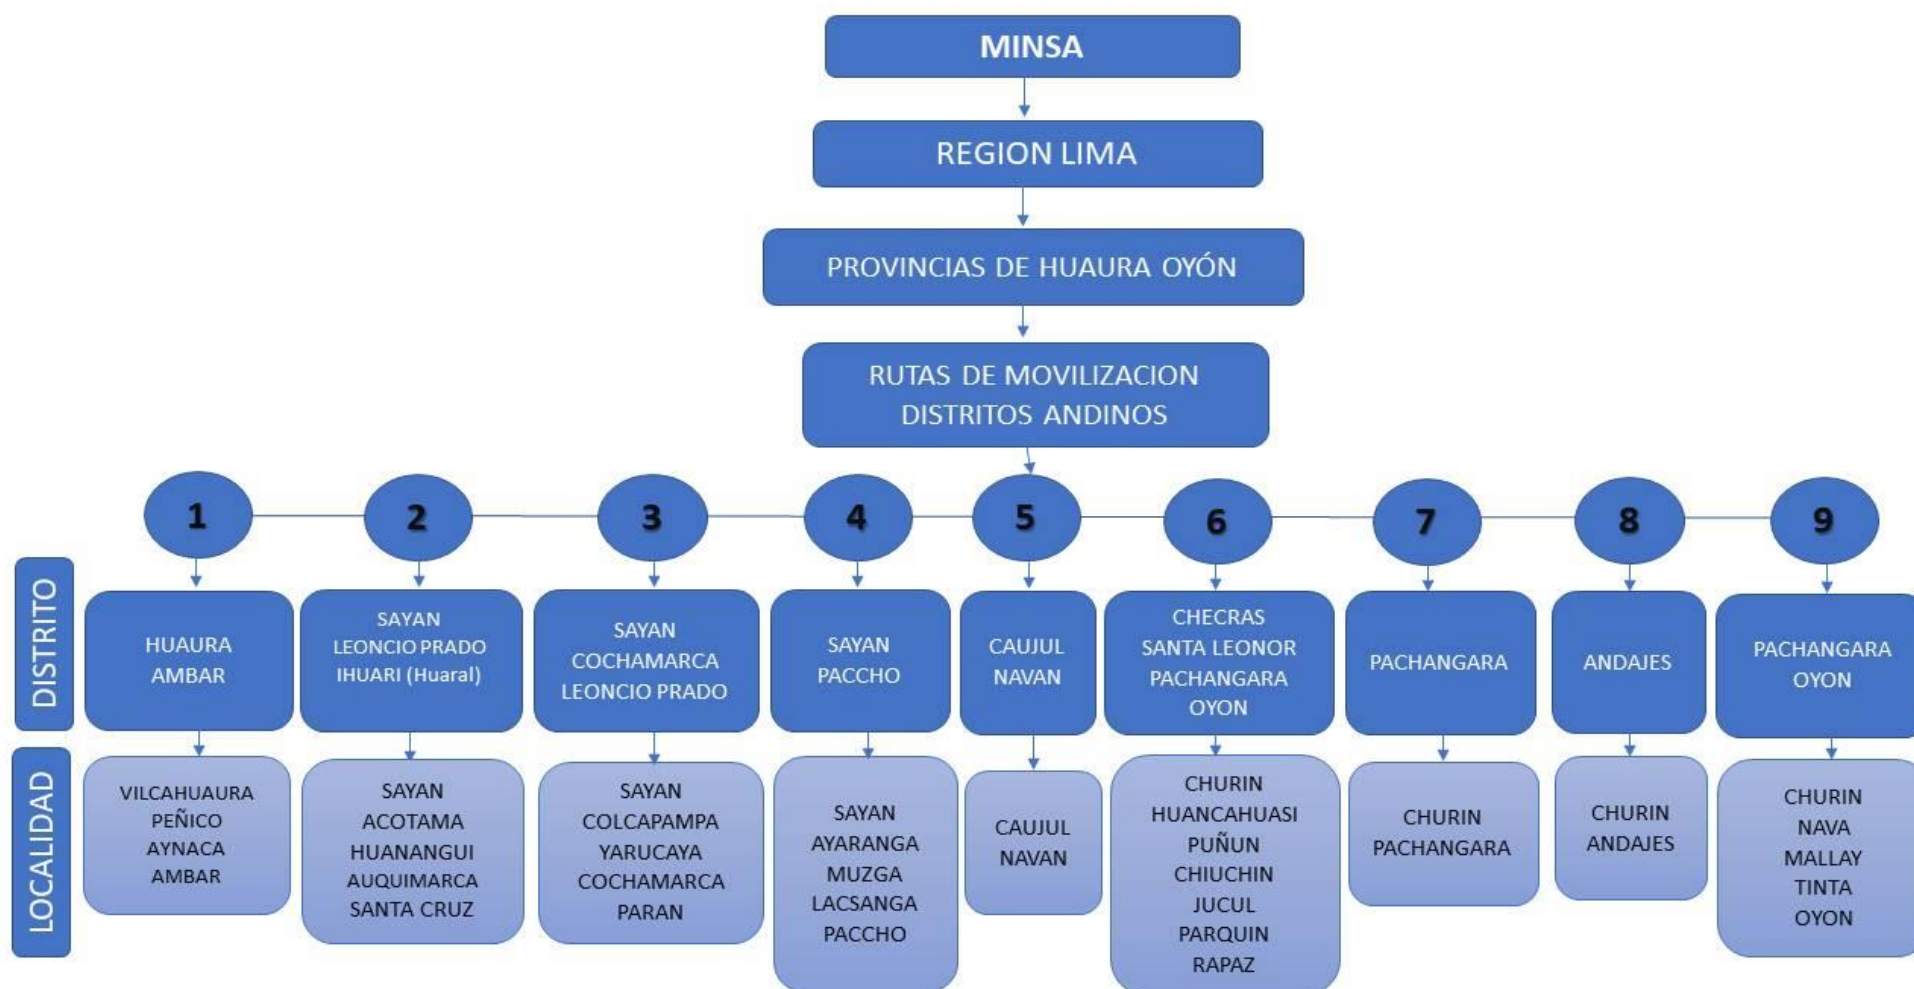 MINSA
REGION LIMA
PROVINCIAS DE HUAURA OYÓN
RUTAS DE MOVILIZACION
DISTRITOS ANDINOS
1
2
3
4
5
6
7
8
9
DISTRITO
HUAURA
AMBAR
SAYAN
LEONCIO PRADO
IHUARI (Huaral)
SAYAN
COCHAMARCA
LEONCIO PRADO
SAYAN
PACCHO
CAUJUL
NAVAN
CHECRAS
SANTA LEONOR
PACHANGARA
OYON
PACHANGARA
ANDAJES
PACHANGARA
OYON
LOCALIDAD
VILCAHUAURA
PEÑICO
AYNACA
AMBAR
SAYAN
ACOTAMA
HUANANGUI
AUQUIMARCA
SANTA CRUZ
SAYAN
COLCAPAMPA
YARUCAYA
COCHAMARCA
PARAN
SAYAN
AYARANGA
MUZGA
LACSANGA
PACCHO
CAUJUL
NAVAN
CHURIN
HUANCAHUASI
PUÑUN
CHIUCHIN
JUCUL
PARQUIN
RAPAZ
CHURIN
PACHANGARA
CHURIN
ANDAJES
CHURIN
NAVA
MALLAY
TINTA
OYON